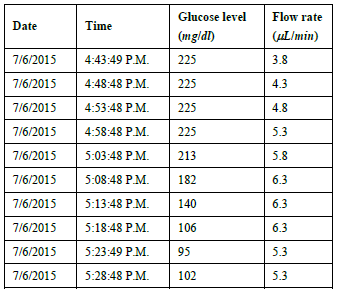 Date Time Glucose level (mg/dl) Flow rate (µL/min)
7/6/2015 4:43:49 P.M. 225 3.8
7/6/2015 4:48:48 P.M. 225 4.3
7/6/2015 4:53:48 P.M. 225 4.8
7/6/2015 4:58:48 P.M. 225 5.3
7/6/2015 5:03:48 P.M. 213 5.8
7/6/2015 5:08:48 P.M. 182 6.3
7/6/2015 5:13:48 P.M. 140 6.3
7/6/2015 5:18:48 P.M. 106 6.3
7/6/2015 5:23:49 P.M. 95 5.3
7/6/2015 5:28:48 P.M. 102 5.3